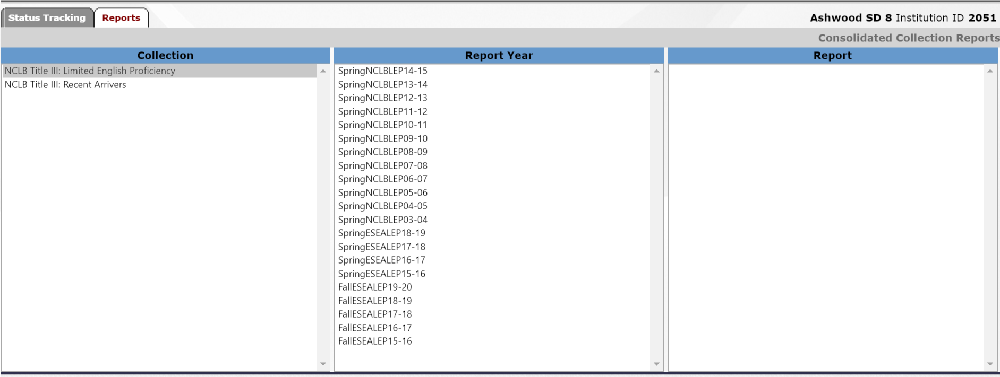 Status Tracking Reports Ashwood SD 8 Institution ID 2051
Consolidated Collection Reports
Collection Report Year Report
NCLB Title III: Limited English Proficiency
NCLB Title III: Recent Arrivers
SpringNCLBLEP14-15
SpringNCLBLEP13-14
SpringNCLBLEP12-13
SpringNCLBLEP11-12
SpringNCLBLEP10-11
SpringNCLBLEP09-10
SpringNCLBLEP08-09
SpringNCLBLEP07-08
SpringNCLBLEP06-07
SpringNCLBLEP05-06
SpringNCLBLEP04-05
SpringNCLBLEP03-04
SpringESEALEP18-19
SpringESEALEP17-18
SpringESEALEP16-17
SpringESEALEP15-16
FallESEALEP19-20
FallESEALEP18-19
FallESEALEP17-18
FallESEALEP16-17
FallESEALEP15-16